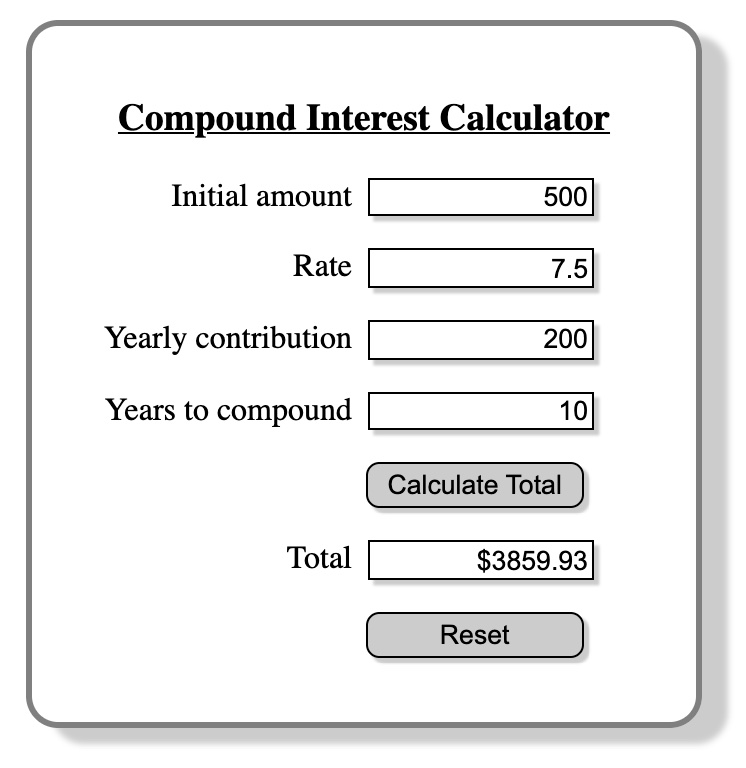 Compound Interest Calculator
Initial amount 500
Rate 7.5
Yearly contribution 200
Years to compound 10
Calculate Total
Total $3859.93
Reset